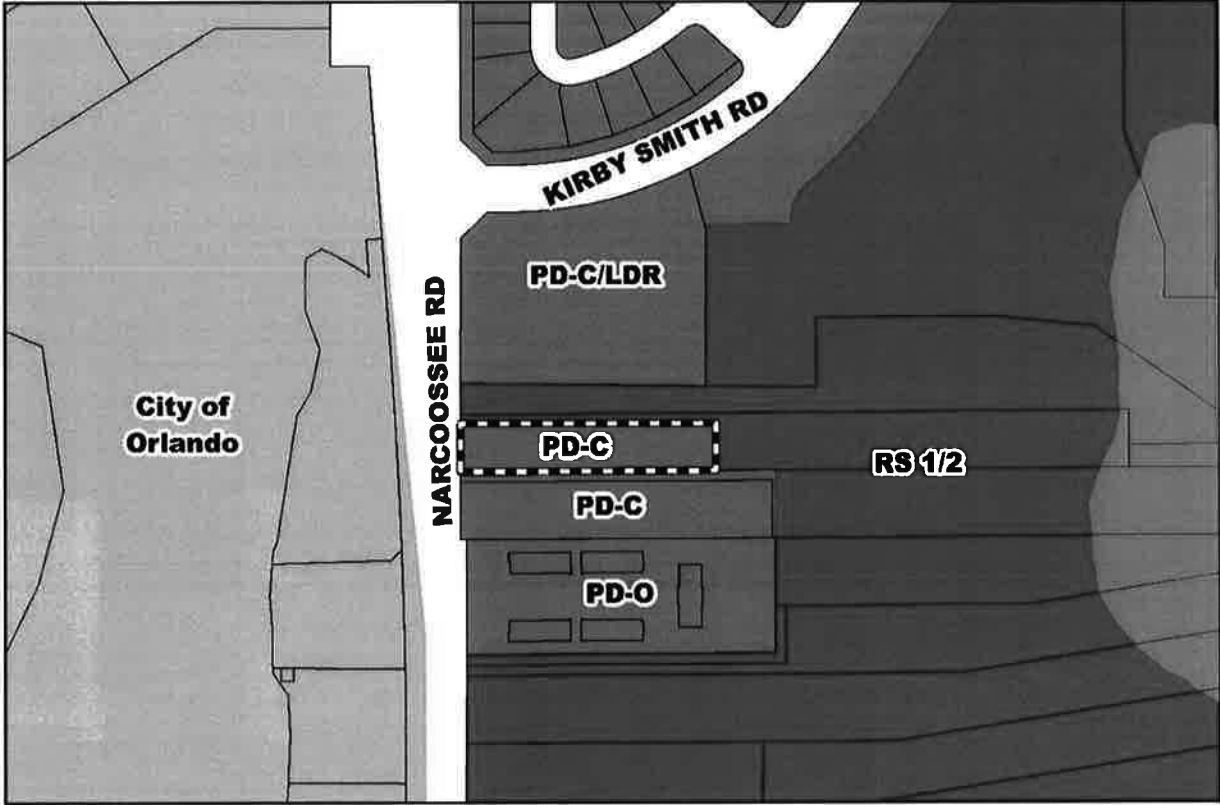 KIRBY SMITH RD
PD-C/LDR
NARCOOSSEE RD
City of
Orlando
PD-C
RS 1/2
PD-C
PD-O